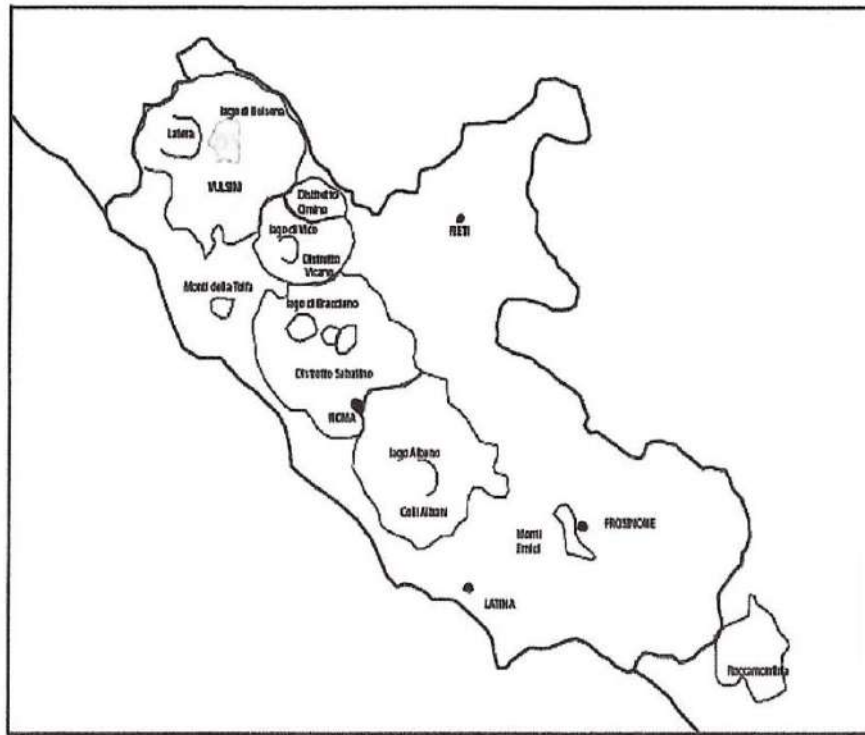 lago di Bolsena
Latera
VULSINI
Distretto
Cimino
lago di Vico
Distretto
Vicano
RIETI
Monti della Tolfa
lago di Bracciano
Distretto Sabatino
ROMA
lago Albano
Colli Albani
Monti
Ernici
FROSINONE
LATINA
Roccamonfina